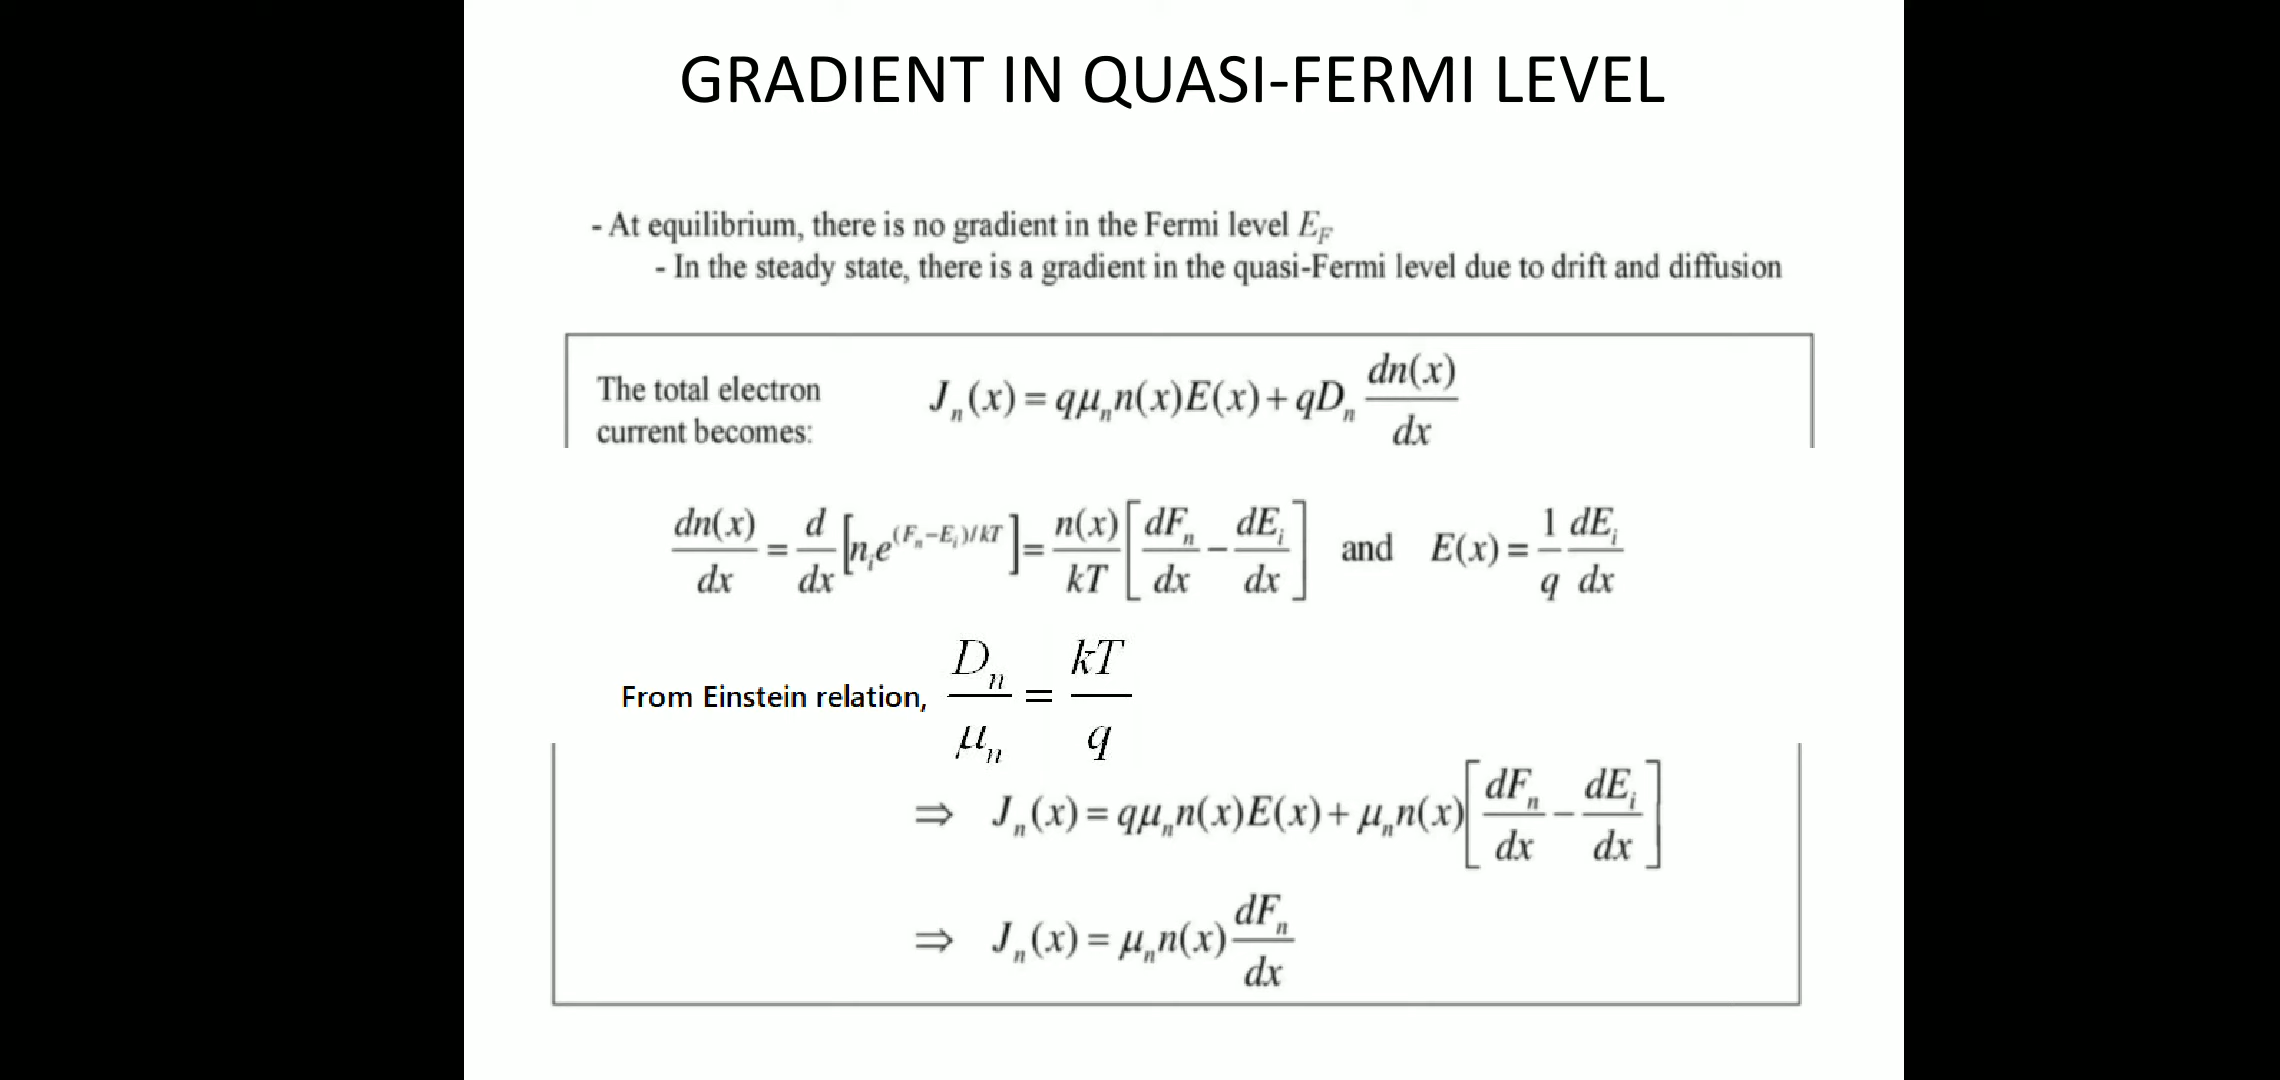 GRADIENT IN QUASI-FERMI LEVEL
- At equilibrium, there is no gradient in the Fermi level E_F
- In the steady state, there is a gradient in the quasi-Fermi level due to drift and diffusion
The total electron current becomes: J_n(x) = qμ_n n(x)E(x) + qD_n dn(x)/dx
dn(x)/dx = d/dx [n_i e^{(F_n−E_i)/kT}] = n(x)/kT [dF_n/dx − dE_i/dx] and E(x) = 1/q dE_i/dx
From Einstein relation, D_n/μ_n = kT/q
⇒ J_n(x) = qμ_n n(x)E(x) + μ_n n(x)[dF_n/dx − dE_i/dx]
⇒ J_n(x) = μ_n n(x) dF_n/dx